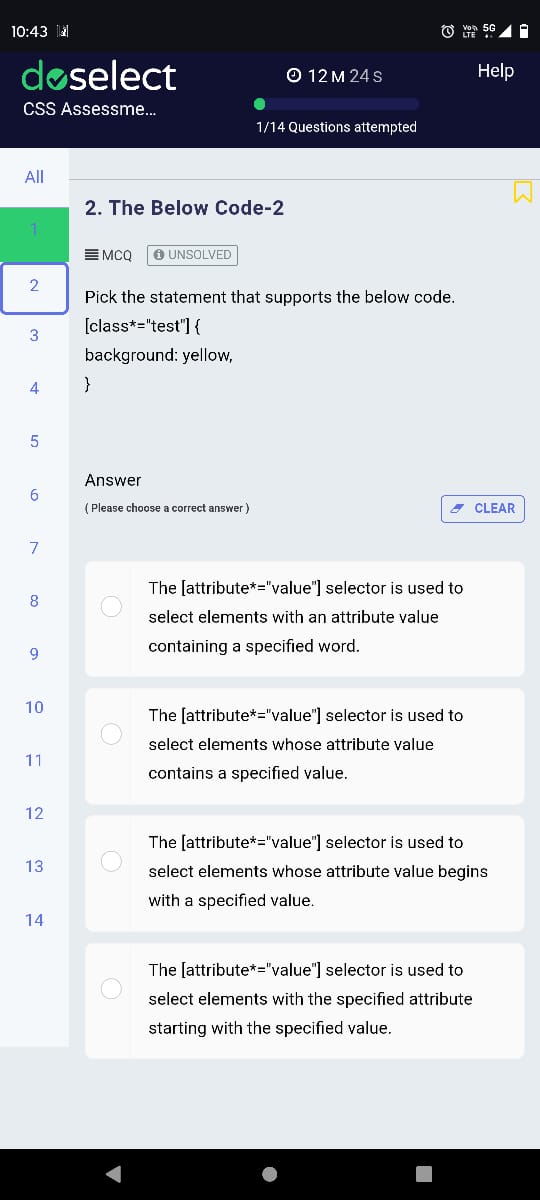 10:43
Vo) 5G
LTE
doselect
12 M 24 S
Help
CSS Assessme...
1/14 Questions attempted
All
1
2
3
4
5
6
7
8
9
10
11
12
13
14
2. The Below Code-2
MCQ
UNSOLVED
Pick the statement that supports the below code.
[class*="test"] {
background: yellow,
}
Answer
( Please choose a correct answer )
CLEAR
The [attribute*="value"] selector is used to
select elements with an attribute value
containing a specified word.
The [attribute*="value"] selector is used to
select elements whose attribute value
contains a specified value.
The [attribute*="value"] selector is used to
select elements whose attribute value begins
with a specified value.
The [attribute*="value"] selector is used to
select elements with the specified attribute
starting with the specified value.